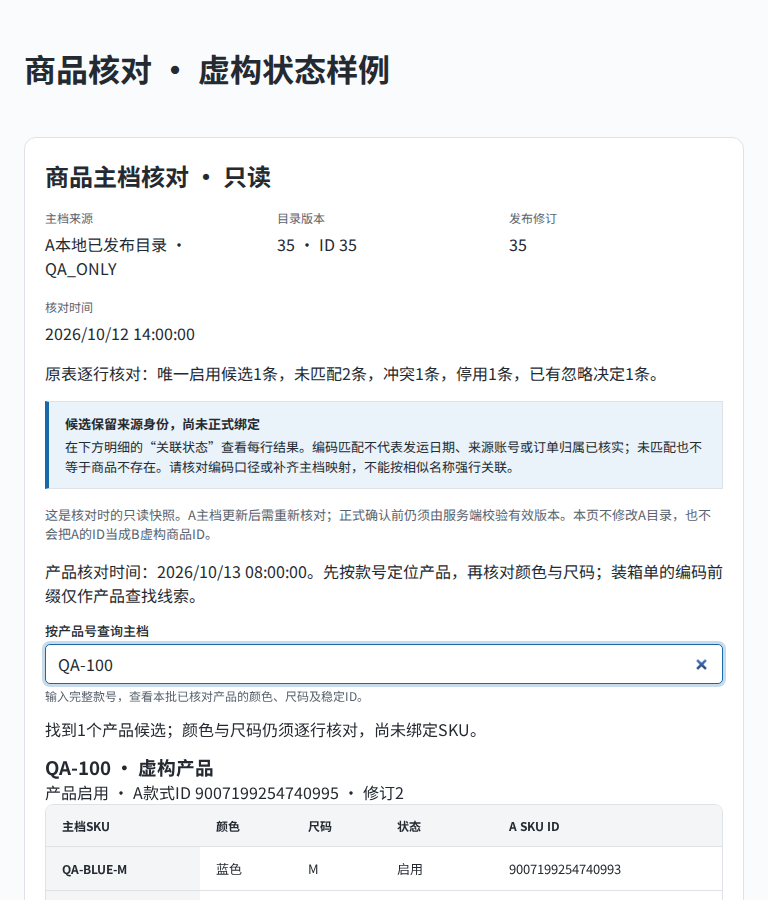 商品核对 · 虚构状态样例
商品主档核对 · 只读
主档来源
目录版本
发布修订
A本地已发布目录 ·
QA_ONLY
35 · ID 35
35
核对时间
2026/10/12 14:00:00
原表逐行核对：唯一启用候选1条，未匹配2条，冲突1条，停用1条，已有忽略决定1条。
候选保留来源身份，尚未正式绑定
在下方明细的“关联状态”查看每行结果。编码匹配不代表发运日期、来源账号或订单归属已核实；未匹配也不
等于商品不存在。请核对编码口径或补齐主档映射，不能按相似名称强行关联。
这是核对时的只读快照。A主档更新后需重新核对；正式确认前仍须由服务端校验有效版本。本页不修改A目录，也不
会把A的ID当成B虚构商品ID。
产品核对时间：2026/10/13 08:00:00。先按款号定位产品，再核对颜色与尺码；装箱单的编码前
缀仅作产品查找线索。
按产品号查询主档
QA-100
输入完整款号，查看本批已核对产品的颜色、尺码及稳定ID。
找到1个产品候选；颜色与尺码仍须逐行核对，尚未绑定SKU。
QA-100 · 虚构产品
产品启用 · A款式ID 9007199254740995 · 修订2
主档SKU 颜色 尺码 状态 A SKU ID
QA-BLUE-M 蓝色 M 启用 9007199254740993